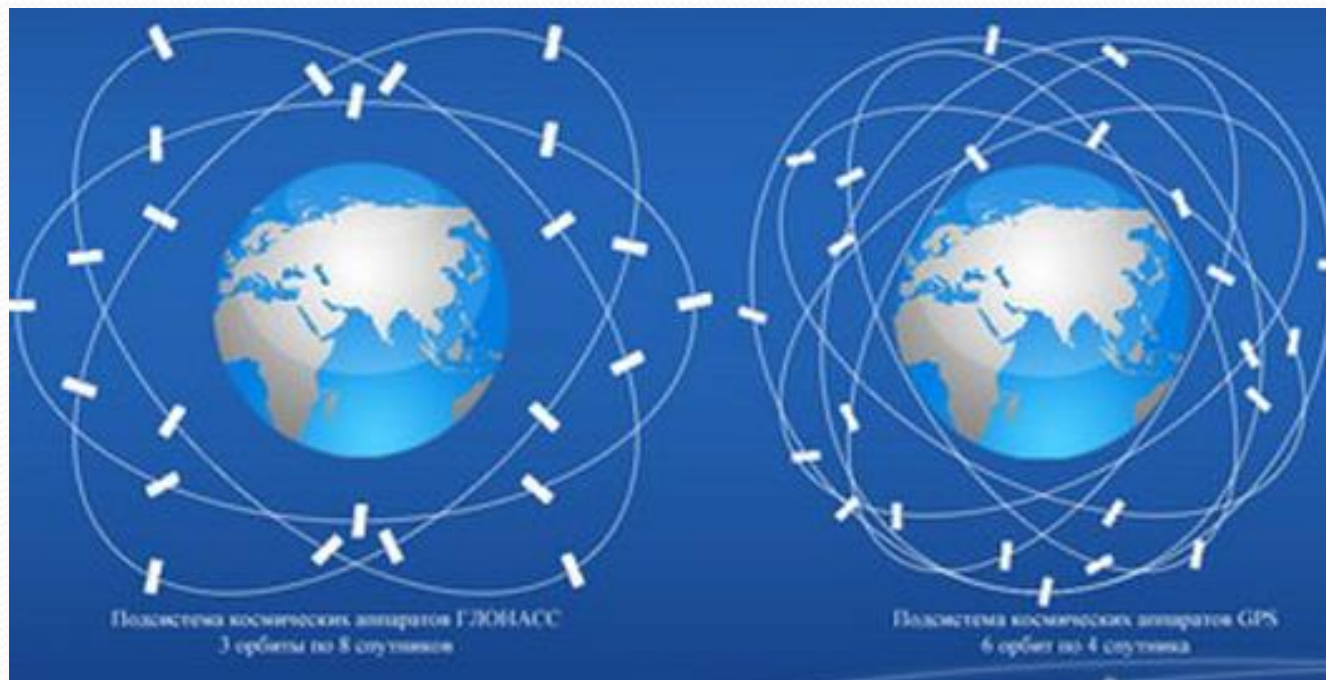 Подсистема космических аппаратов ГЛОНАСС
3 орбиты по 8 спутников
Подсистема космических аппаратов GPS
6 орбит по 4 спутника